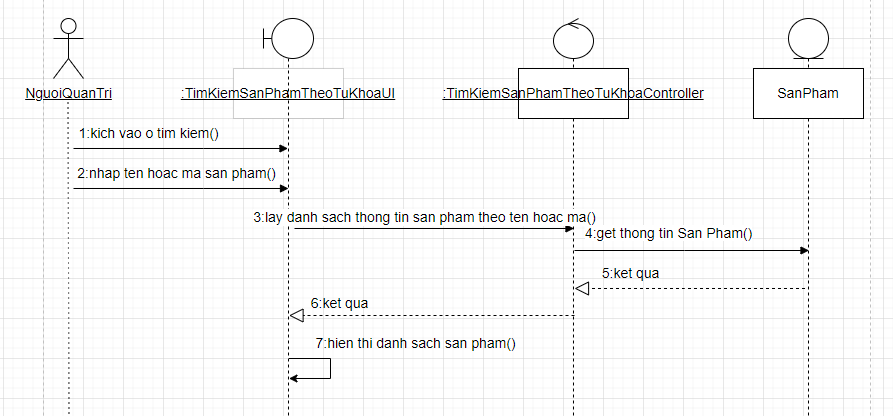 NguoiQuanTri
:TimKiemSanPhamTheoTuKhoaUI
:TimKiemSanPhamTheoTuKhoaController
SanPham
1:kich vao o tim kiem()
2:nhap ten hoac ma san pham()
3:lay danh sach thong tin san pham theo ten hoac ma()
4:get thong tin San Pham()
5:ket qua
6:ket qua
7:hien thi danh sach san pham()